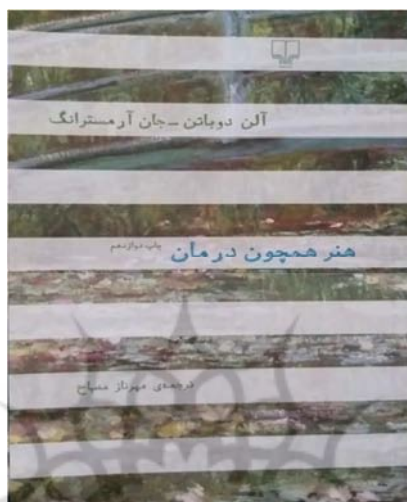 آلن دوباتن ـ جان آرمسترانگ
هنر همچون درمان چاپ دوازدهم
ترجمه‌ی مهرناز مصباح